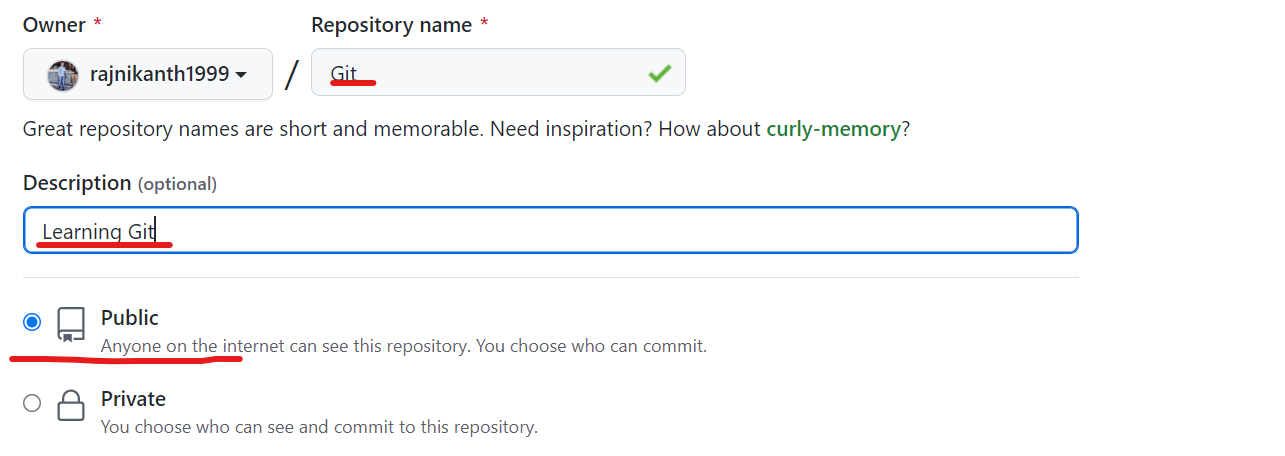 Owner *
Repository name *
rajnikanth1999 / Git
Great repository names are short and memorable. Need inspiration? How about curly-memory?
Description (optional)
Learning Git
Public
Anyone on the internet can see this repository. You choose who can commit.
Private
You choose who can see and commit to this repository.